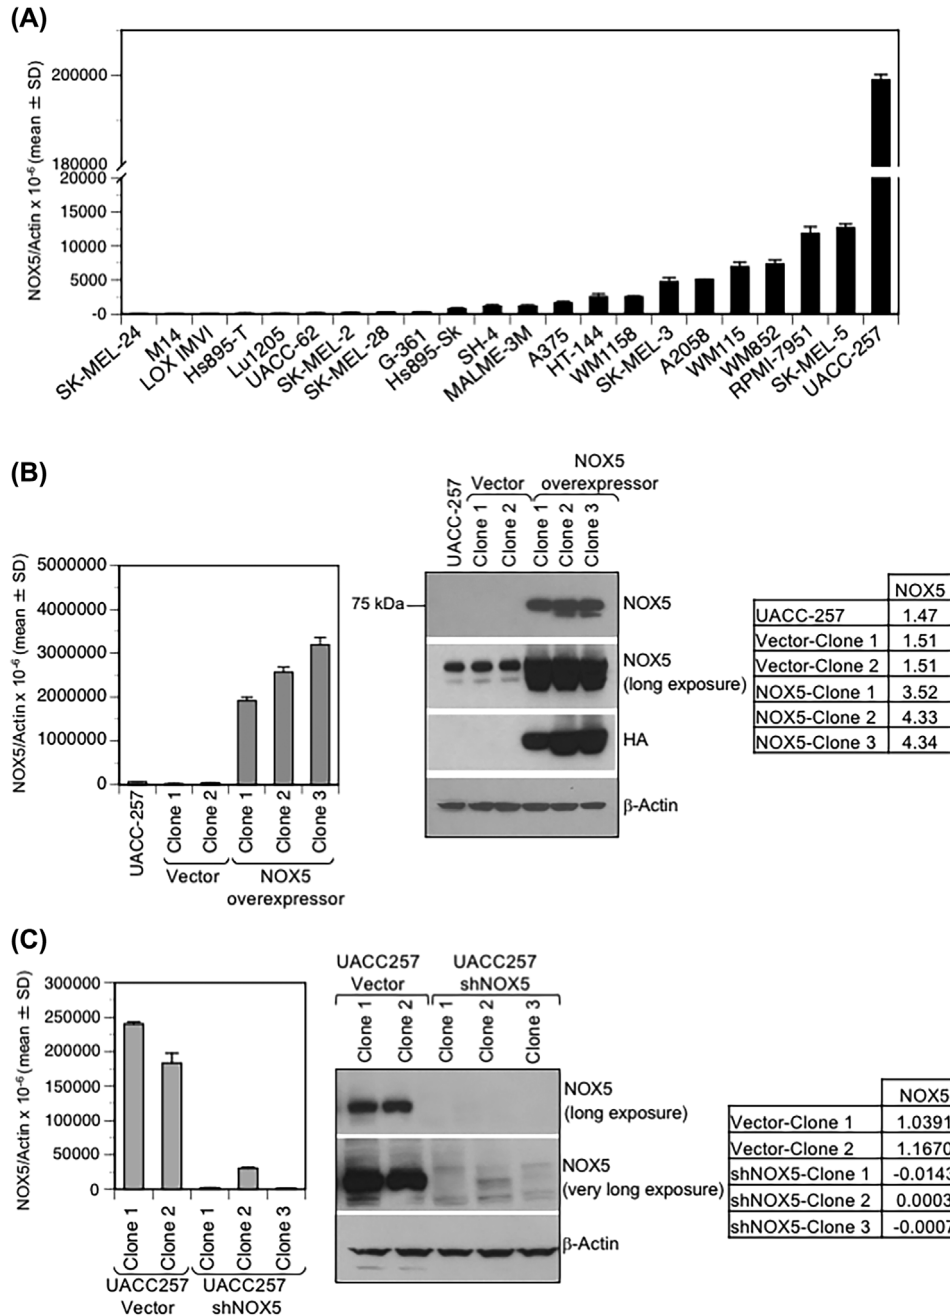 (A)
NOX5/Actin x 10⁻⁶ (mean ± SD)
200000
180000
20000
15000
10000
5000
-0
SK-MEL-24
M14
LOX IMVI
Hs895-T
Lu1205
UACC-62
SK-MEL-2
SK-MEL-28
G-361
Hs895-Sk
SH-4
MALME-3M
A375
HT-144
WM1158
SK-MEL-3
A2058
WM115
WM852
RPMI-7951
SK-MEL-5
UACC-257
(B)
NOX5/Actin x 10⁻⁶ (mean ± SD)
5000000
4000000
3000000
2000000
1000000
0
UACC-257
Clone 1
Clone 2
Clone 1
Clone 2
Clone 3
Vector
NOX5
overexpressor
NOX5
Vector overexpressor
UACC-257
Clone 1
Clone 2
Clone 1
Clone 2
Clone 3
75 kDa
NOX5
NOX5
(long exposure)
HA
β-Actin
NOX5
UACC-257 1.47
Vector-Clone 1 1.51
Vector-Clone 2 1.51
NOX5-Clone 1 3.52
NOX5-Clone 2 4.33
NOX5-Clone 3 4.34
(C)
NOX5/Actin x 10⁻⁶ (mean ± SD)
300000
250000
200000
150000
100000
50000
0
Clone 1
Clone 2
Clone 1
Clone 2
Clone 3
UACC257 UACC257
Vector shNOX5
UACC257 UACC257
Vector shNOX5
Clone 1
Clone 2
Clone 1
Clone 2
Clone 3
NOX5
(long exposure)
NOX5
(very long exposure)
β-Actin
NOX5
Vector-Clone 1 1.0391
Vector-Clone 2 1.1670
shNOX5-Clone 1 -0.0143
shNOX5-Clone 2 0.0003
shNOX5-Clone 3 -0.0007